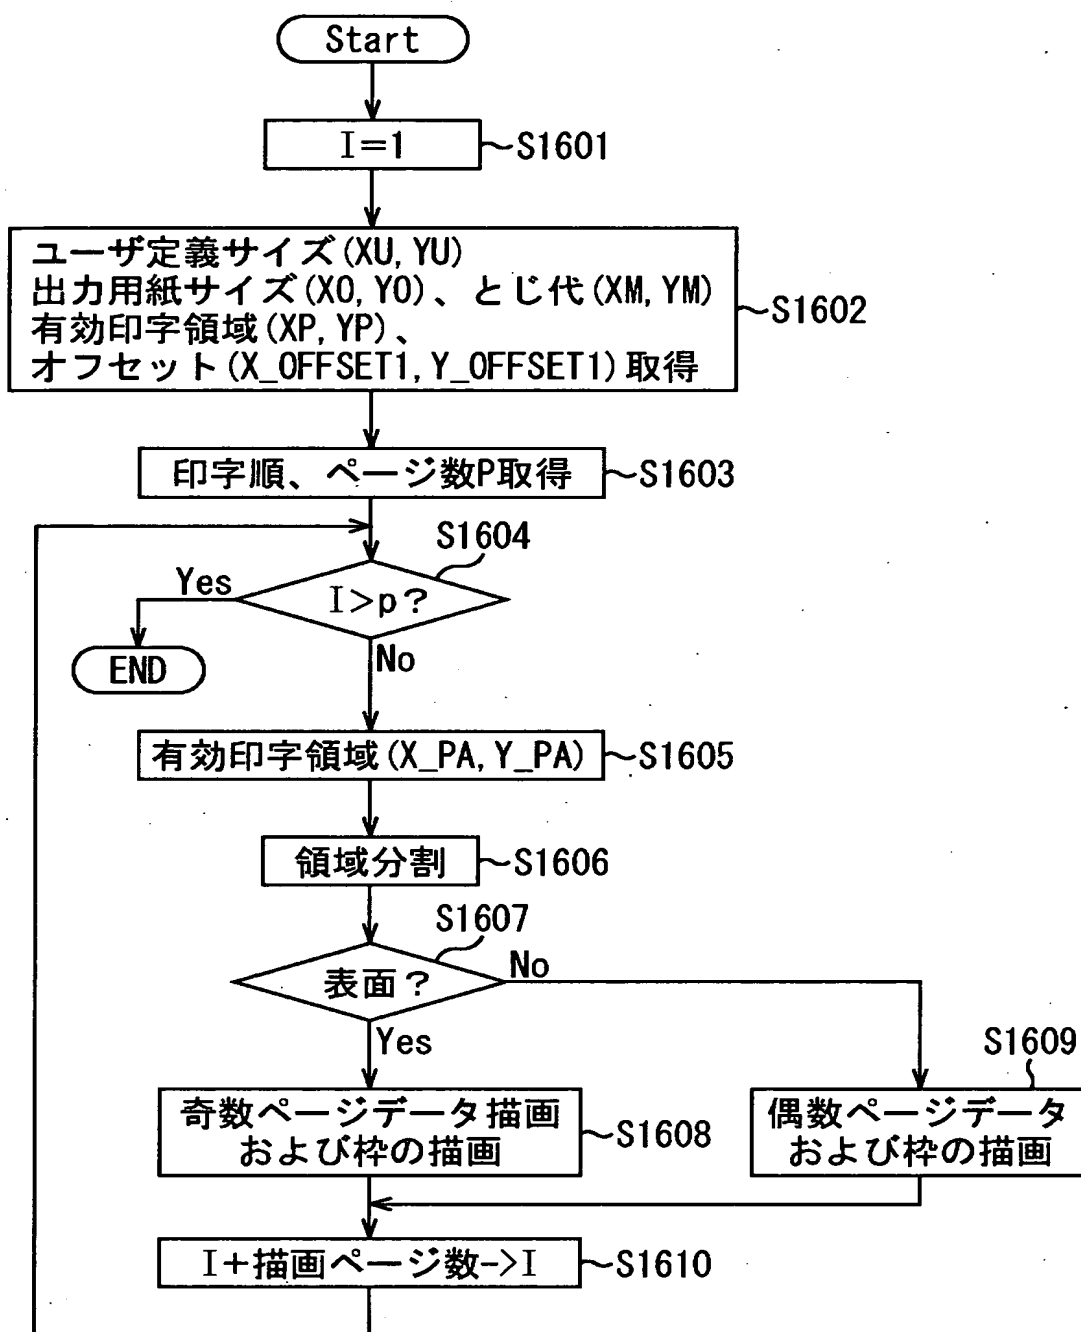 Start
I=1
S1601
ユーザ定義サイズ(XU,YU)
出力用紙サイズ(XO,YO)、とじ代(XM,YM)
有効印字領域(XP,YP)、
オフセット(X_OFFSET1,Y_OFFSET1)取得
S1602
印字順、ページ数P取得
S1603
S1604
Yes
I>p?
END
No
有効印字領域(X_PA,Y_PA)
S1605
領域分割
S1606
S1607
表面?
No
Yes
S1609
奇数ページデータ描画
および枠の描画
S1608
偶数ページデータ
および枠の描画
I+描画ページ数->I
S1610